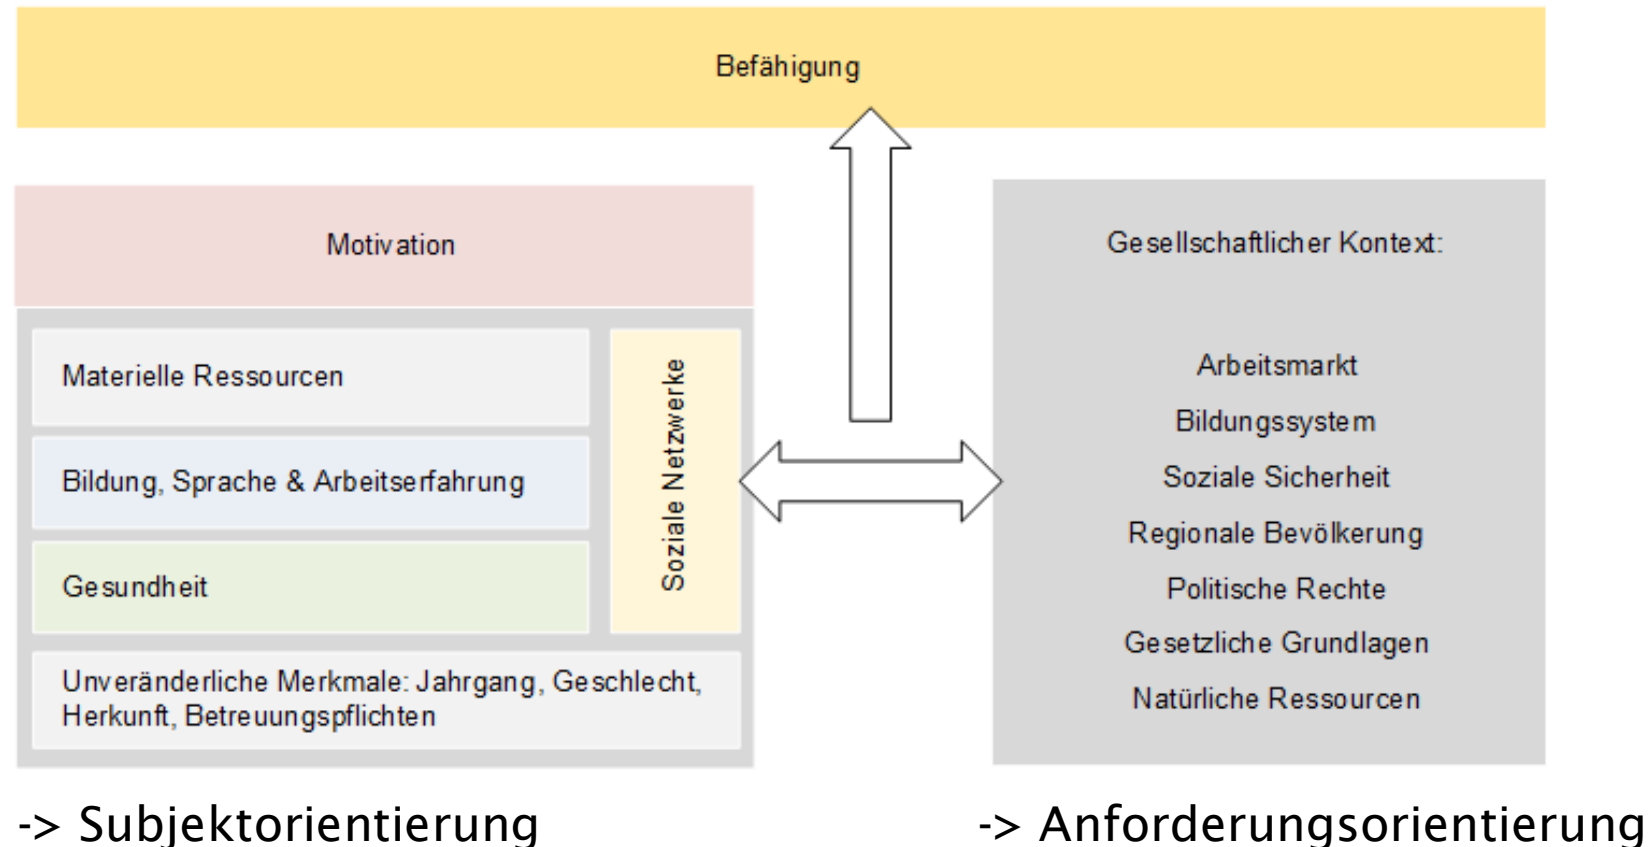 Befähigung
Motivation
Materielle Ressourcen
Bildung, Sprache & Arbeitserfahrung
Gesundheit
Soziale Netzwerke
Unveränderliche Merkmale: Jahrgang, Geschlecht,
Herkunft, Betreuungspflichten
Gesellschaftlicher Kontext:
Arbeitsmarkt
Bildungssystem
Soziale Sicherheit
Regionale Bevölkerung
Politische Rechte
Gesetzliche Grundlagen
Natürliche Ressourcen
-> Subjektorientierung
-> Anforderungsorientierung